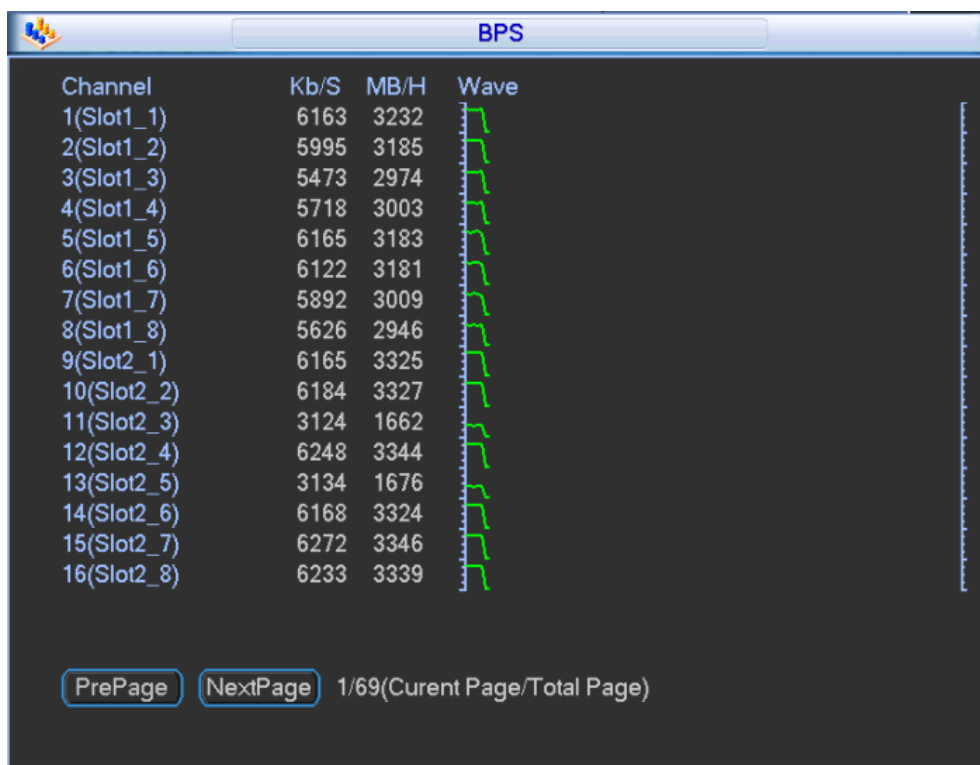 BPS
Channel Kb/S MB/H Wave
1(Slot1_1) 6163 3232
2(Slot1_2) 5995 3185
3(Slot1_3) 5473 2974
4(Slot1_4) 5718 3003
5(Slot1_5) 6165 3183
6(Slot1_6) 6122 3181
7(Slot1_7) 5892 3009
8(Slot1_8) 5626 2946
9(Slot2_1) 6165 3325
10(Slot2_2) 6184 3327
11(Slot2_3) 3124 1662
12(Slot2_4) 6248 3344
13(Slot2_5) 3134 1676
14(Slot2_6) 6168 3324
15(Slot2_7) 6272 3346
16(Slot2_8) 6233 3339
PrePage NextPage 1/69(Curent Page/Total Page)